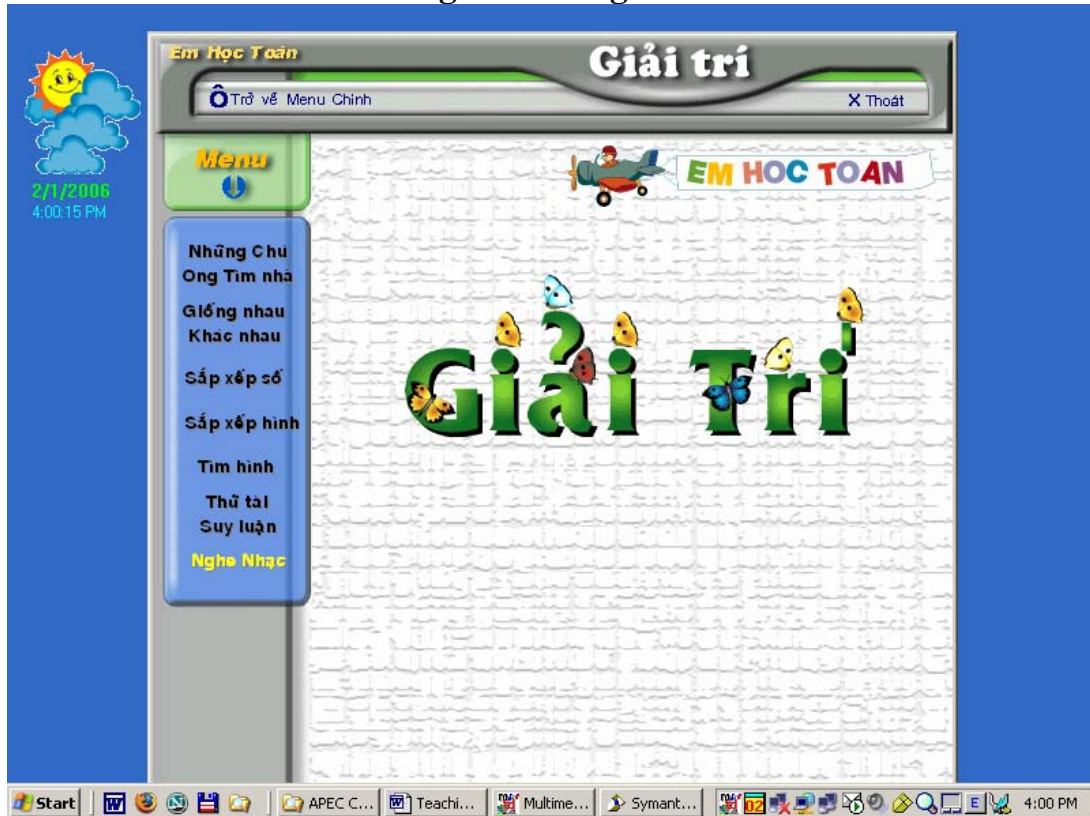 Em Học Toán
Giải trí
Ô Trở về Menu Chinh
X Thoát
Menu
EM HOC TOAN
2/1/2006
4:00:15 PM
Những Chú
Ong Tìm nhà
Giống nhau
Khác nhau
Sắp xếp số
Sắp xếp hình
Tìm hình
Thử tài
Suy luận
Nghe Nhạc
Giải Trí
Start
APEC C...
Teachi...
Multime...
Symant...
02
E
4:00 PM